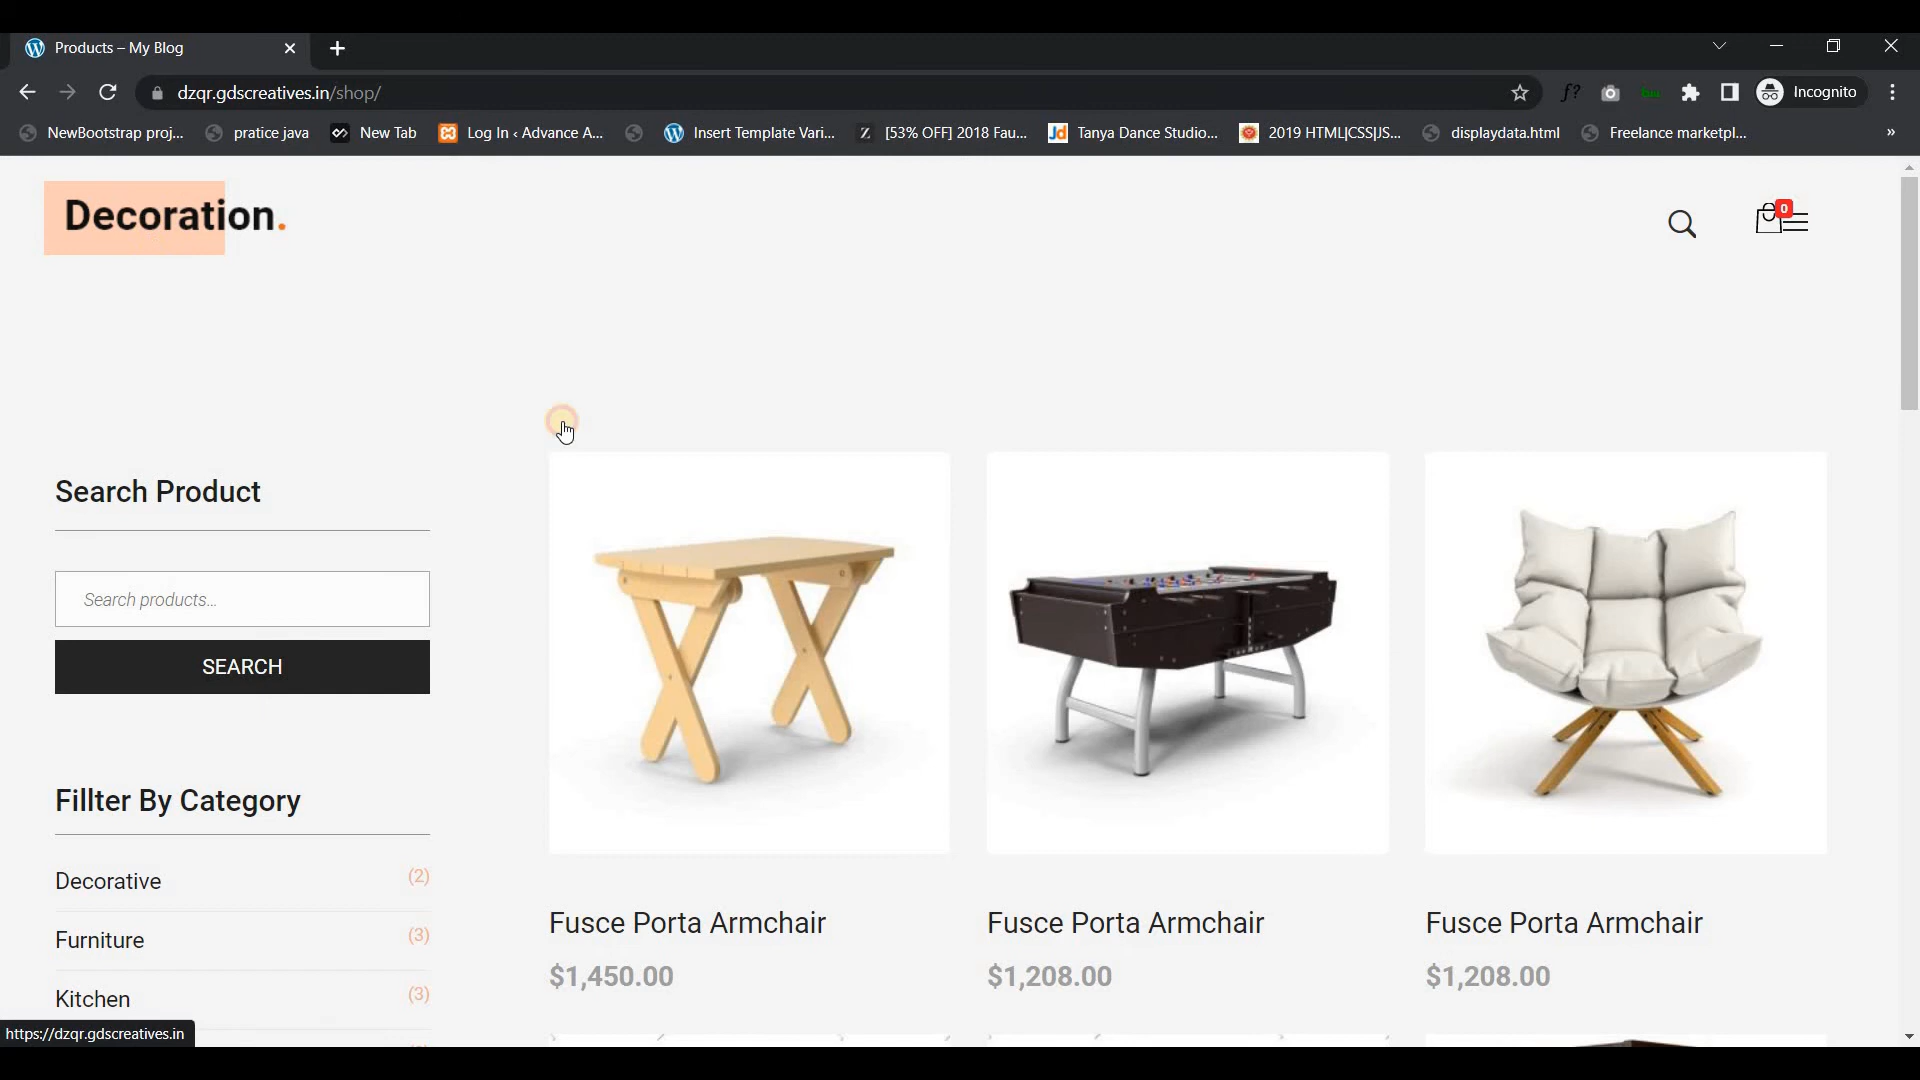 Products – My Blog
dzqr.gdscreatives.in/shop/
Incognito
NewBootstrap proj...
pratice java
New Tab
Log In ‹ Advance A...
Insert Template Vari...
[53% OFF] 2018 Fau...
Tanya Dance Studio...
2019 HTML|CSS|JS...
displaydata.html
Freelance marketpl...
»
Decoration.
0
Search Product
Search products...
SEARCH
Fillter By Category
Decorative (2)
Furniture (3)
Kitchen (3)
Fusce Porta Armchair
$1,450.00
Fusce Porta Armchair
$1,208.00
Fusce Porta Armchair
$1,208.00
https://dzqr.gdscreatives.in